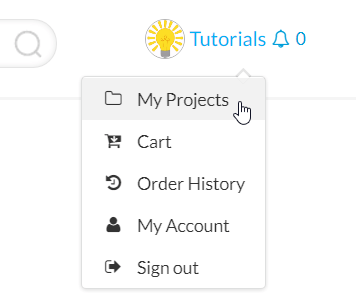 Tutorials 0
My Projects
Cart
Order History
My Account
Sign out